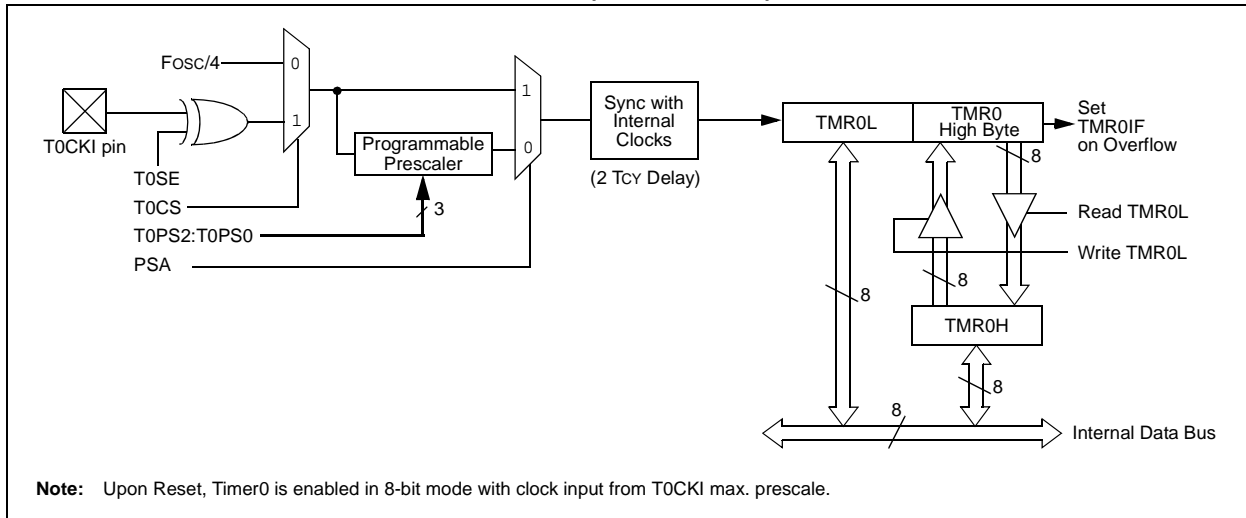 Fosc/4
0
1
T0CKI pin
T0SE
T0CS
T0PS2:T0PS0
PSA
Programmable
Prescaler
3
1
0
Sync with
Internal
Clocks
(2 TCY Delay)
TMR0L
TMR0
High Byte
Set
TMR0IF
on Overflow
8
Read TMR0L
Write TMR0L
8
8
TMR0H
8
8
Internal Data Bus
Note: Upon Reset, Timer0 is enabled in 8-bit mode with clock input from T0CKI max. prescale.